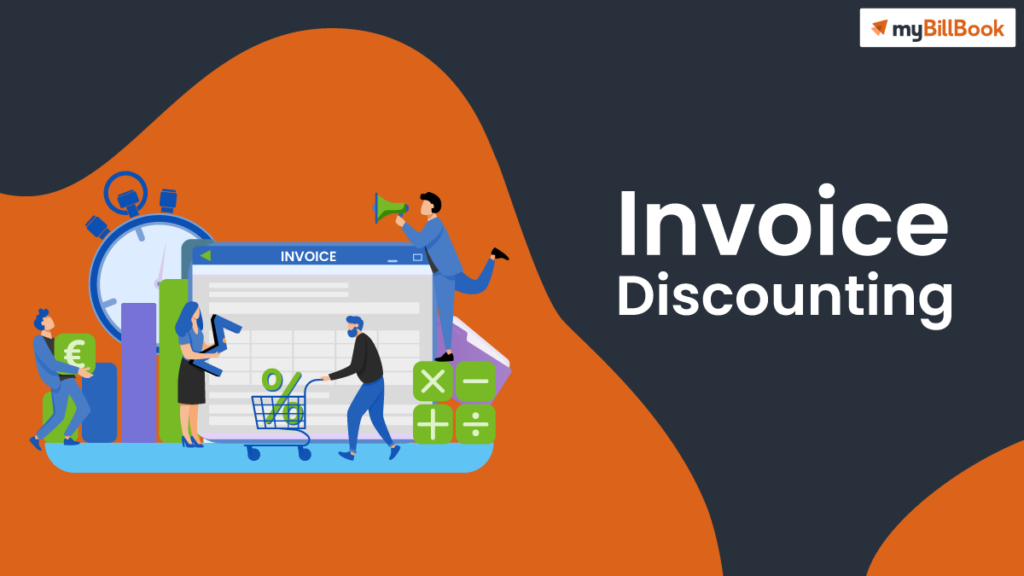 myBillBook
Invoice
Discounting
INVOICE
€
%
× −
+ ÷